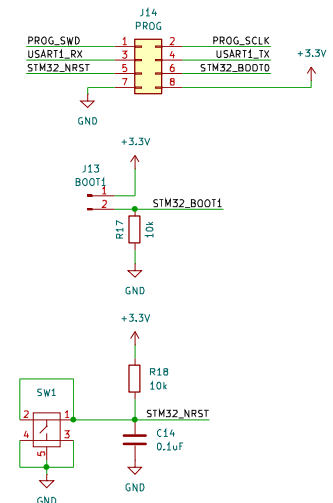 J14
PROG
PROG_SWD 1 2 PROG_SCLK
USART1_RX 3 4 USART1_TX
STM32_NRST 5 6 STM32_BOOT0
7 8
+3.3V
GND
+3.3V
J13
BOOT1
1
2
STM32_BOOT1
R17
10k
GND
+3.3V
R18
10k
SW1
STM32_NRST
2 1
4 3
5
C14
0.1uF
GND
GND